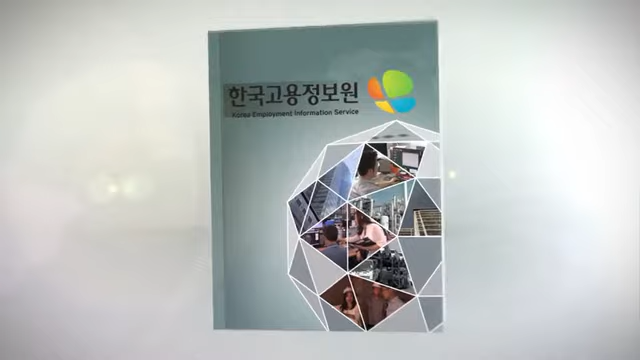 한국고용정보원
Korea Employment Information Service